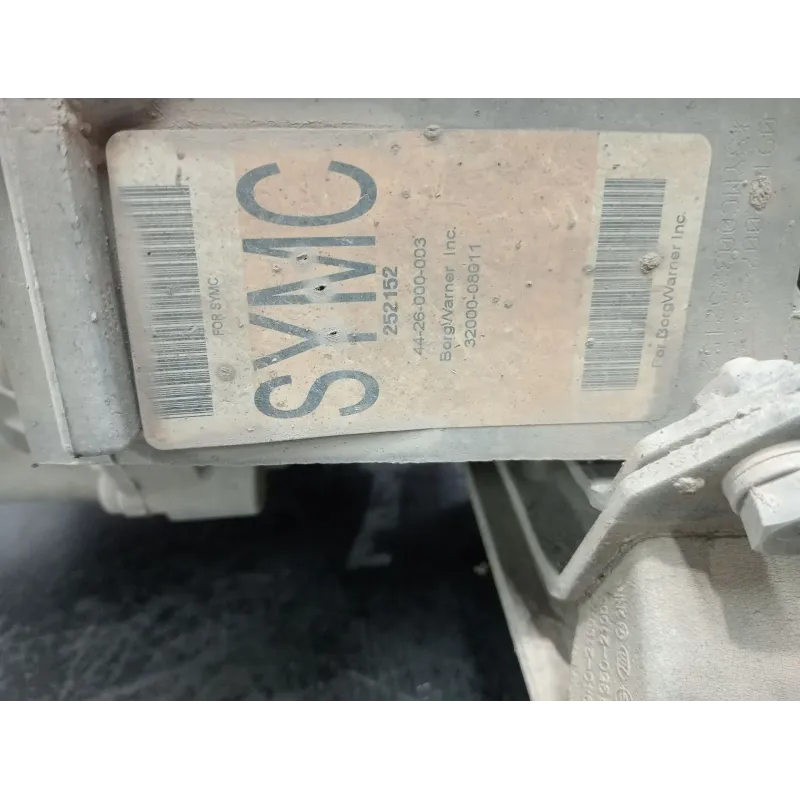 FOR SYMC
SYMC
252152
44-26-000-003
BorgWarner Inc.
32000-08011
For BorgWarner Inc.